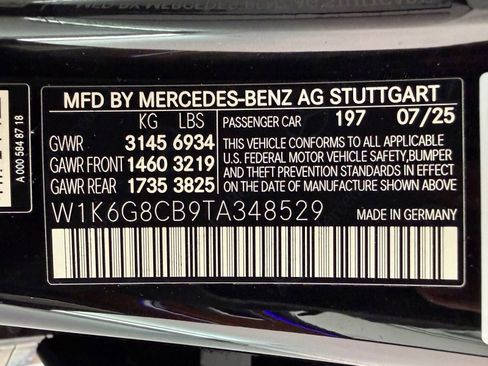 MFD BY MERCEDES-BENZ AG STUTTGART
KG LBS
PASSENGER CAR 197 07/25
GVWR 3145 6934
GAWR FRONT 1460 3219
GAWR REAR 1735 3825
THIS VEHICLE CONFORMS TO ALL APPLICABLE
U.S. FEDERAL MOTOR VEHICLE SAFETY,BUMPER
AND THEFT PREVENTION STANDARDS IN EFFECT
ON THE DATE OF MANUFACTURE SHOWN ABOVE.
W1K6G8CB9TA348529
MADE IN GERMANY
A 000 584 87 18